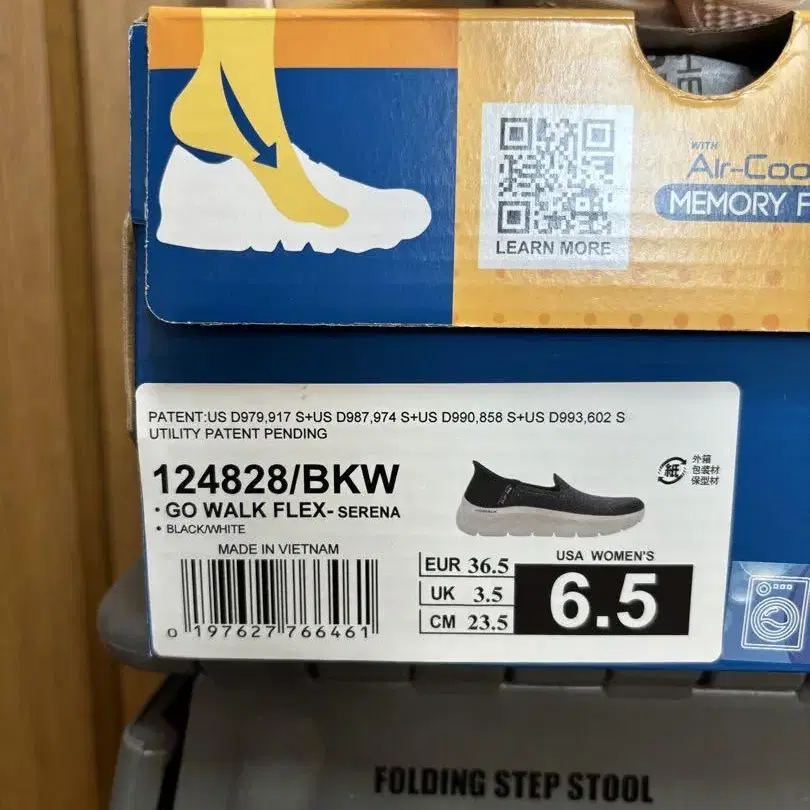 WITH
Air-Coo
MEMORY F
LEARN MORE
PATENT:US D979,917 S+US D987,974 S+US D990,858 S+US D993,602 S
UTILITY PATENT PENDING
124828/BKW
• GO WALK FLEX- SERENA
• BLACK/WHITE
MADE IN VIETNAM
0 197627 766461
EUR 36.5
UK 3.5
CM 23.5
USA WOMEN'S
6.5
紙
外箱
包装材
保型材
FOLDING STEP STOOL